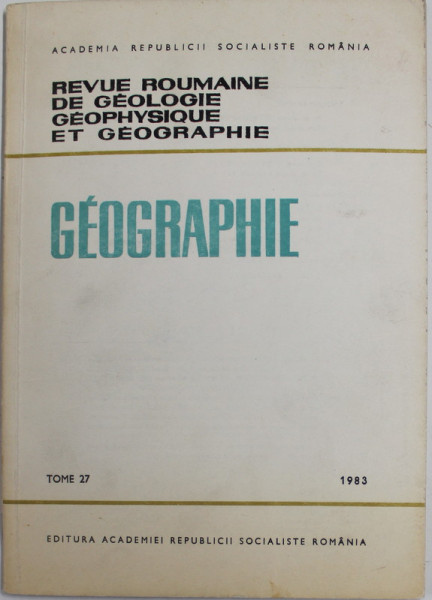 ACADEMIA REPUBLICII SOCIALISTE ROMÂNIA
REVUE ROUMAINE
DE GÉOLOGIE
GÉOPHYSIQUE
ET GÉOGRAPHIE
GÉOGRAPHIE
TOME 27 1983
EDITURA ACADEMIEI REPUBLICII SOCIALISTE ROMÂNIA